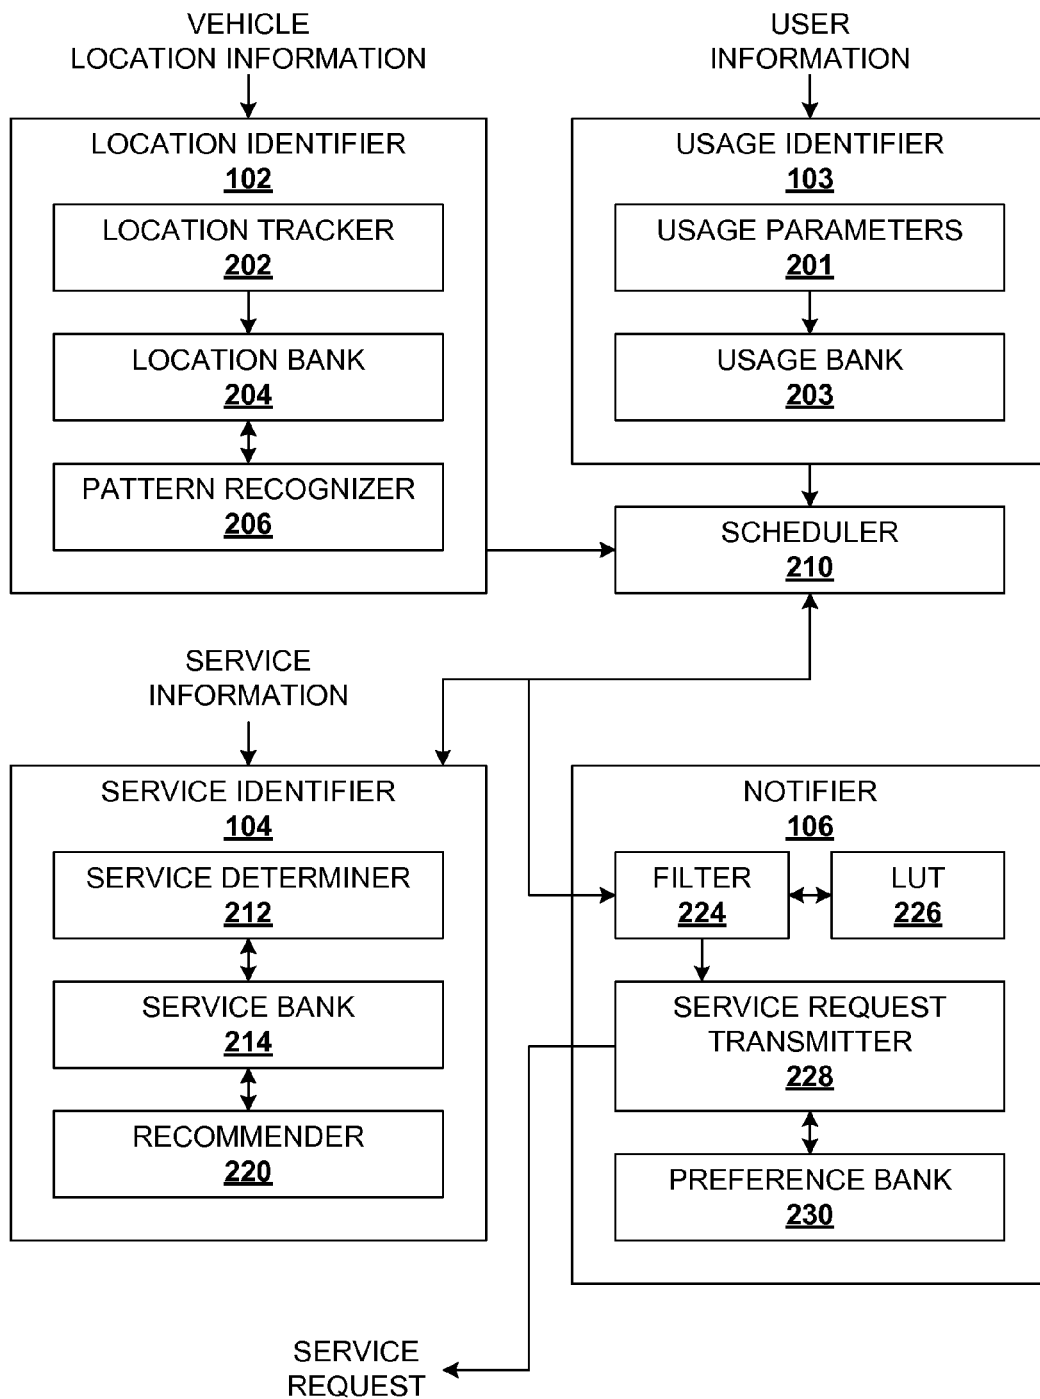 VEHICLE
LOCATION INFORMATION
USER
INFORMATION
LOCATION IDENTIFIER
102
LOCATION TRACKER
202
LOCATION BANK
204
PATTERN RECOGNIZER
206
USAGE IDENTIFIER
103
USAGE PARAMETERS
201
USAGE BANK
203
SCHEDULER
210
SERVICE
INFORMATION
SERVICE IDENTIFIER
104
SERVICE DETERMINER
212
SERVICE BANK
214
RECOMMENDER
220
NOTIFIER
106
FILTER
224
LUT
226
SERVICE REQUEST
TRANSMITTER
228
PREFERENCE BANK
230
SERVICE
REQUEST